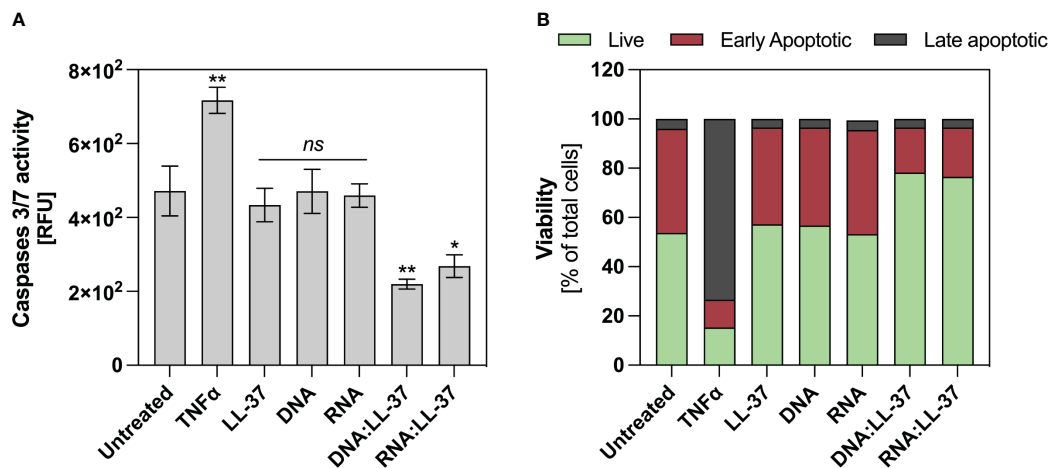 A
Caspases 3/7 activity
[RFU]
8×10²
6×10²
4×10²
2×10²
0
**
ns
**
*
Untreated
TNFα
LL-37
DNA
RNA
DNA:LL-37
RNA:LL-37
B
Live
Early Apoptotic
Late apoptotic
Viability
[% of total cells]
120
100
80
60
40
20
0
Untreated
TNFα
LL-37
DNA
RNA
DNA:LL-37
RNA:LL-37